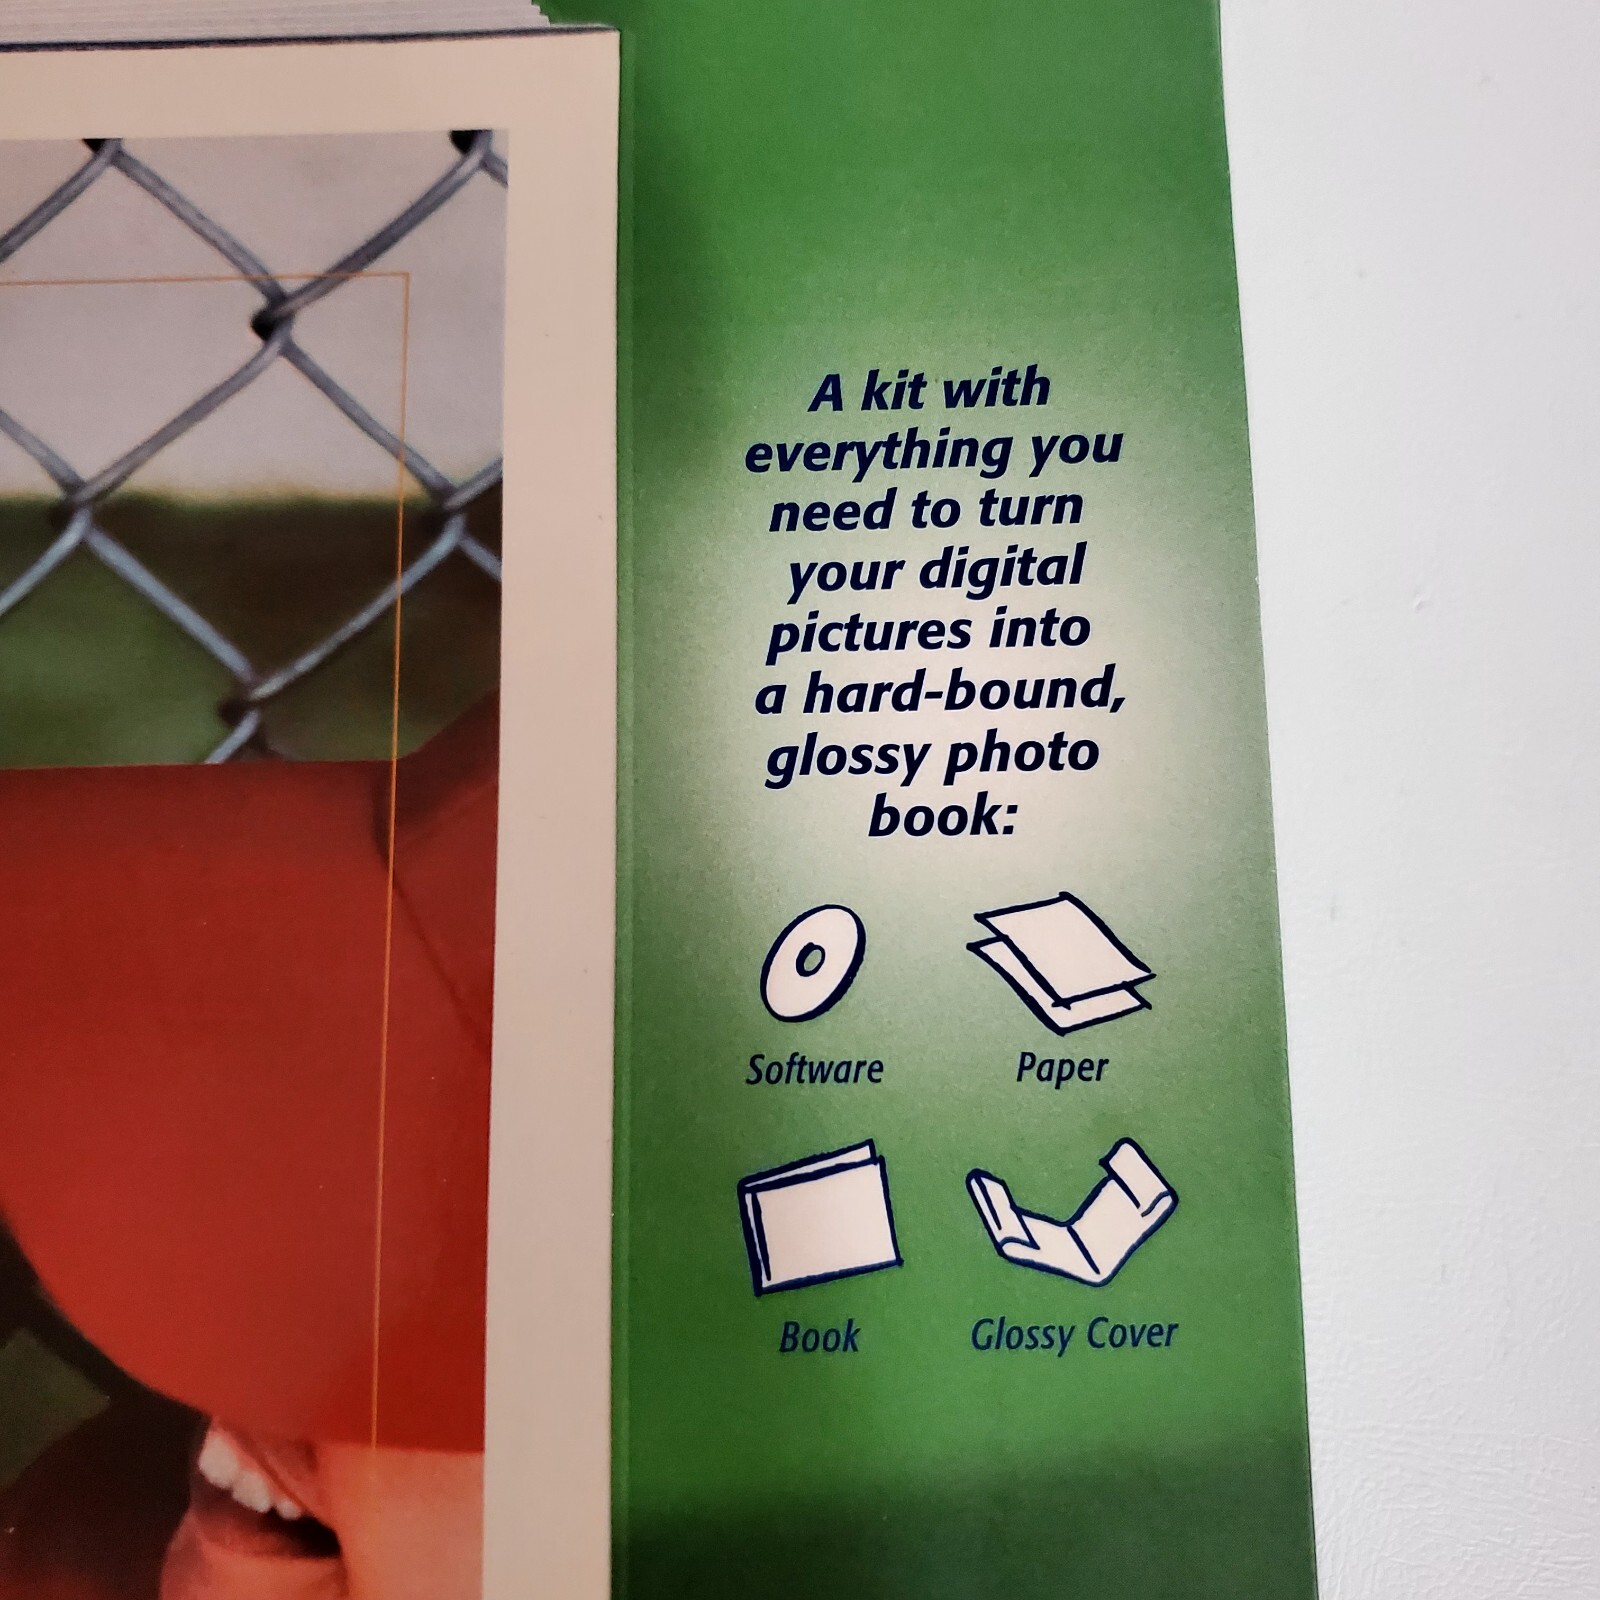 A kit with
everything you
need to turn
your digital
pictures into
a hard-bound,
glossy photo
book:
Software
Paper
Book
Glossy Cover